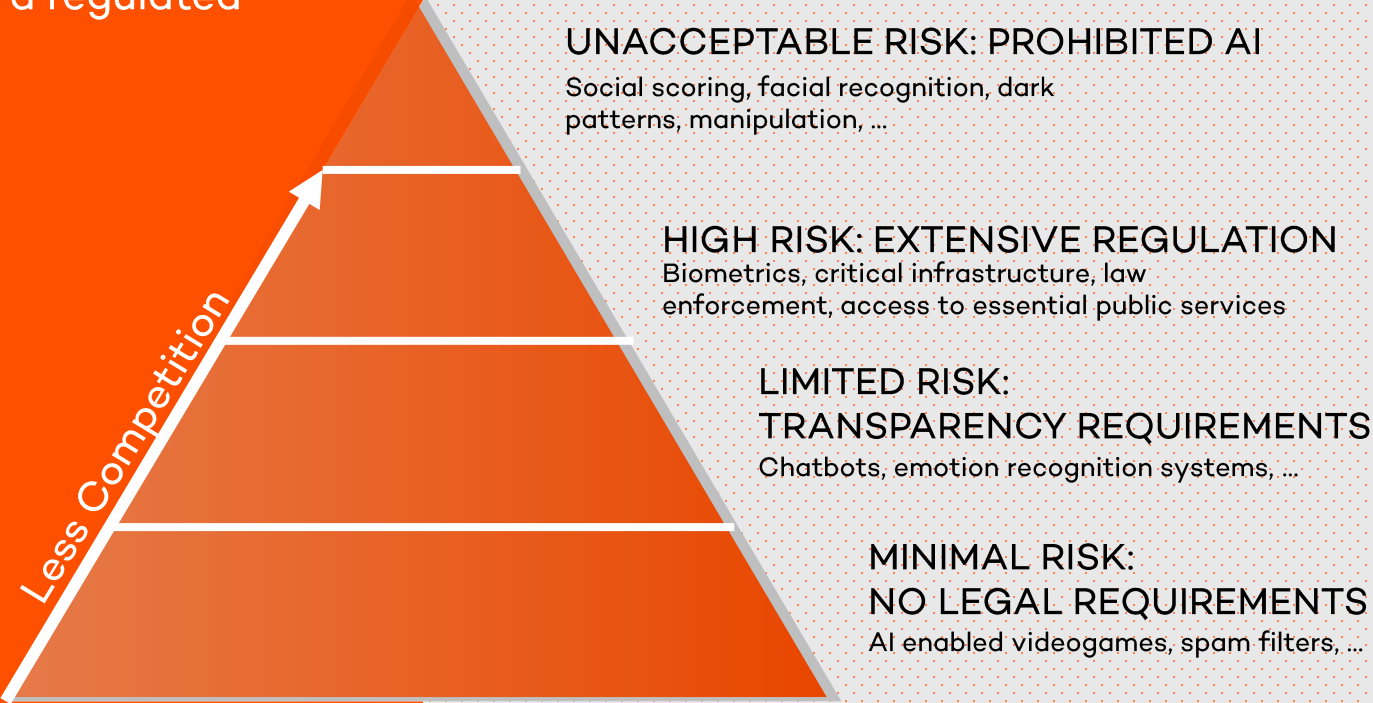 a regulated
UNACCEPTABLE RISK: PROHIBITED AI
Social scoring, facial recognition, dark
patterns, manipulation, ...
HIGH RISK: EXTENSIVE REGULATION
Biometrics, critical infrastructure, law
enforcement, access to essential public services
LIMITED RISK:
TRANSPARENCY REQUIREMENTS
Chatbots, emotion recognition systems, ...
MINIMAL RISK:
NO LEGAL REQUIREMENTS
AI enabled videogames, spam filters, ...
Less Competition